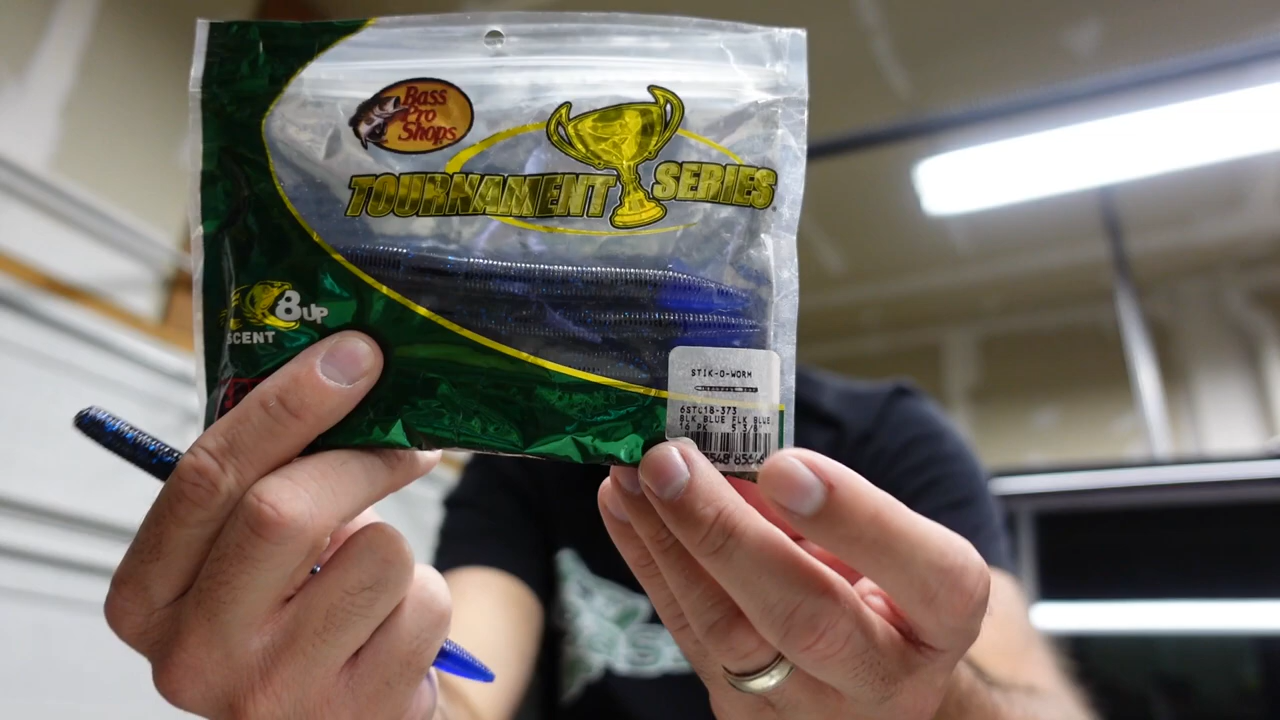 Bass
Pro
Shops
TOURNAMENT SERIES
8UP
SCENT
STIK-O-WORM
6STC18-373
BLK BLUE FLK BLUE
16 PK 5 3/8"